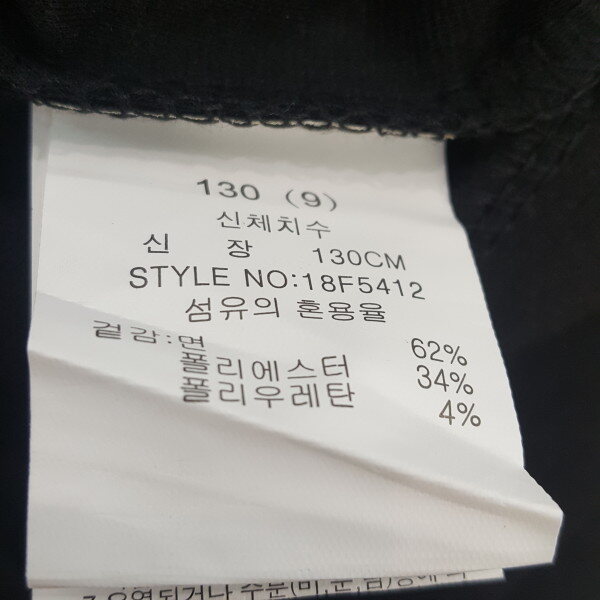 130 (9)
신체치수
신 장 130CM
STYLE NO:18F5412
섬유의 혼용율
겉감:면 62%
폴리에스터 34%
폴리우레탄 4%